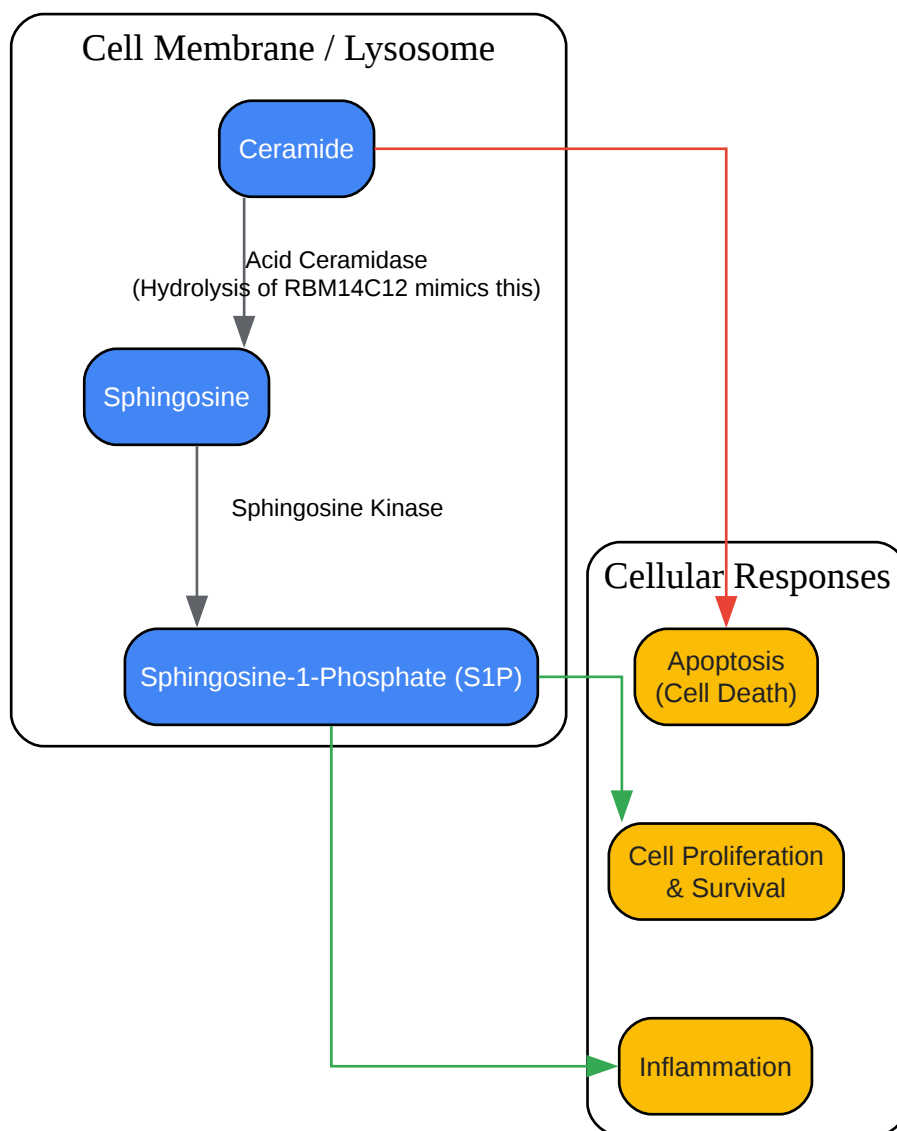 Cell Membrane / Lysosome
Ceramide
Acid Ceramidase
(Hydrolysis of RBM14C12 mimics this)
Sphingosine
Sphingosine Kinase
Sphingosine-1-Phosphate (S1P)
Cellular Responses
Apoptosis
(Cell Death)
Cell Proliferation
& Survival
Inflammation